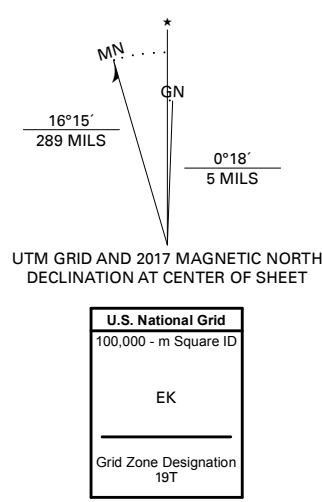 MN
GN
16°15´
289 MILS
0°18´
5 MILS
UTM GRID AND 2017 MAGNETIC NORTH
DECLINATION AT CENTER OF SHEET
U.S. National Grid
100,000 - m Square ID
EK
Grid Zone Designation
19T